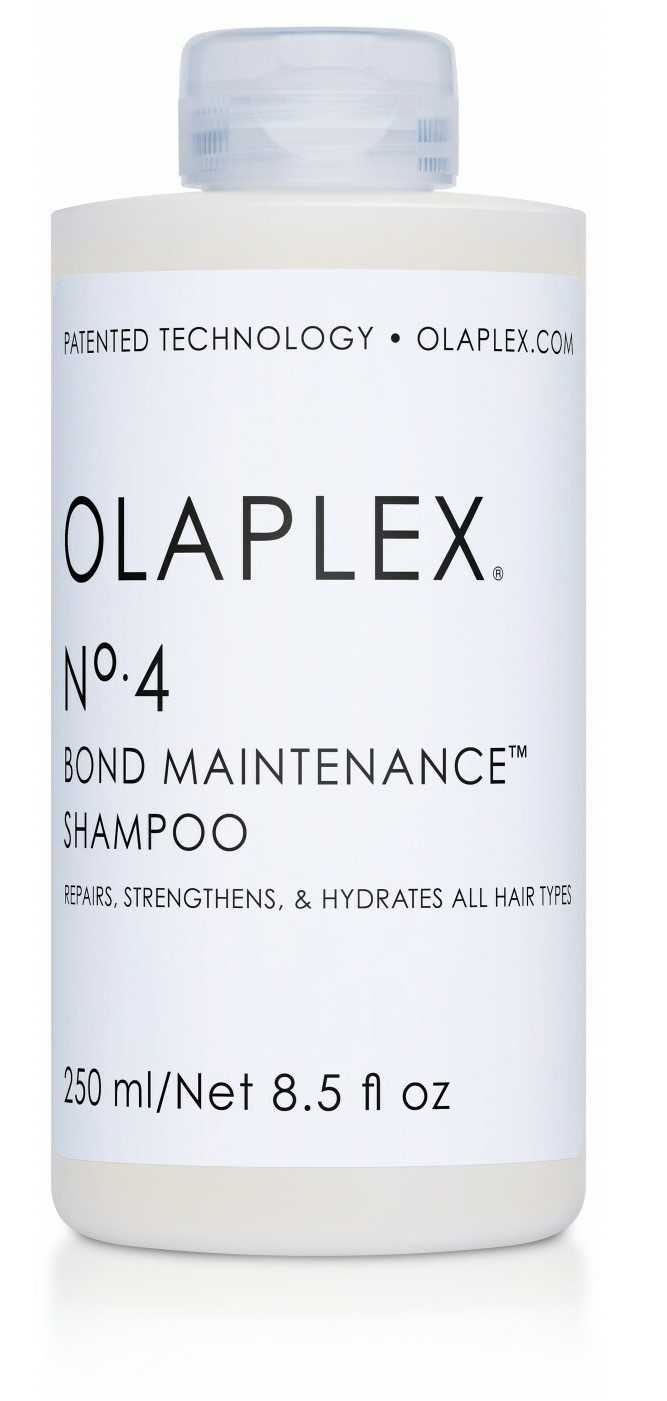 PATENTED TECHNOLOGY • OLAPLEX.COM
OLAPLEX®
Nº.4
BOND MAINTENANCE™
SHAMPOO
REPAIRS, STRENGTHENS, & HYDRATES ALL HAIR TYPES
250 ml/Net 8.5 fl oz